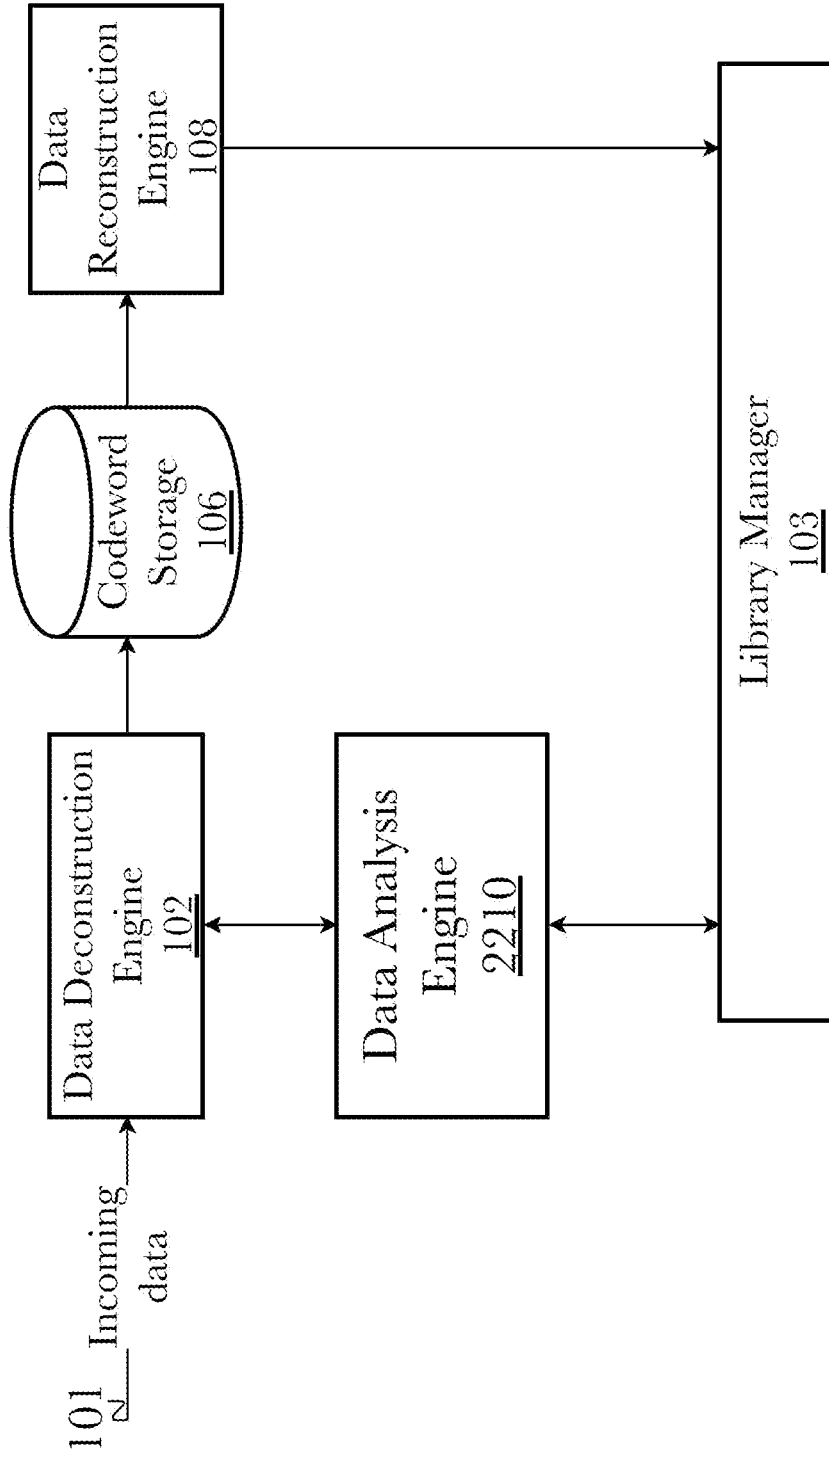 101
Incoming
data
Data Deconstruction
Engine
102
Codeword
Storage
106
Data
Reconstruction
Engine
108
Data Analysis
Engine
2210
Library Manager
103